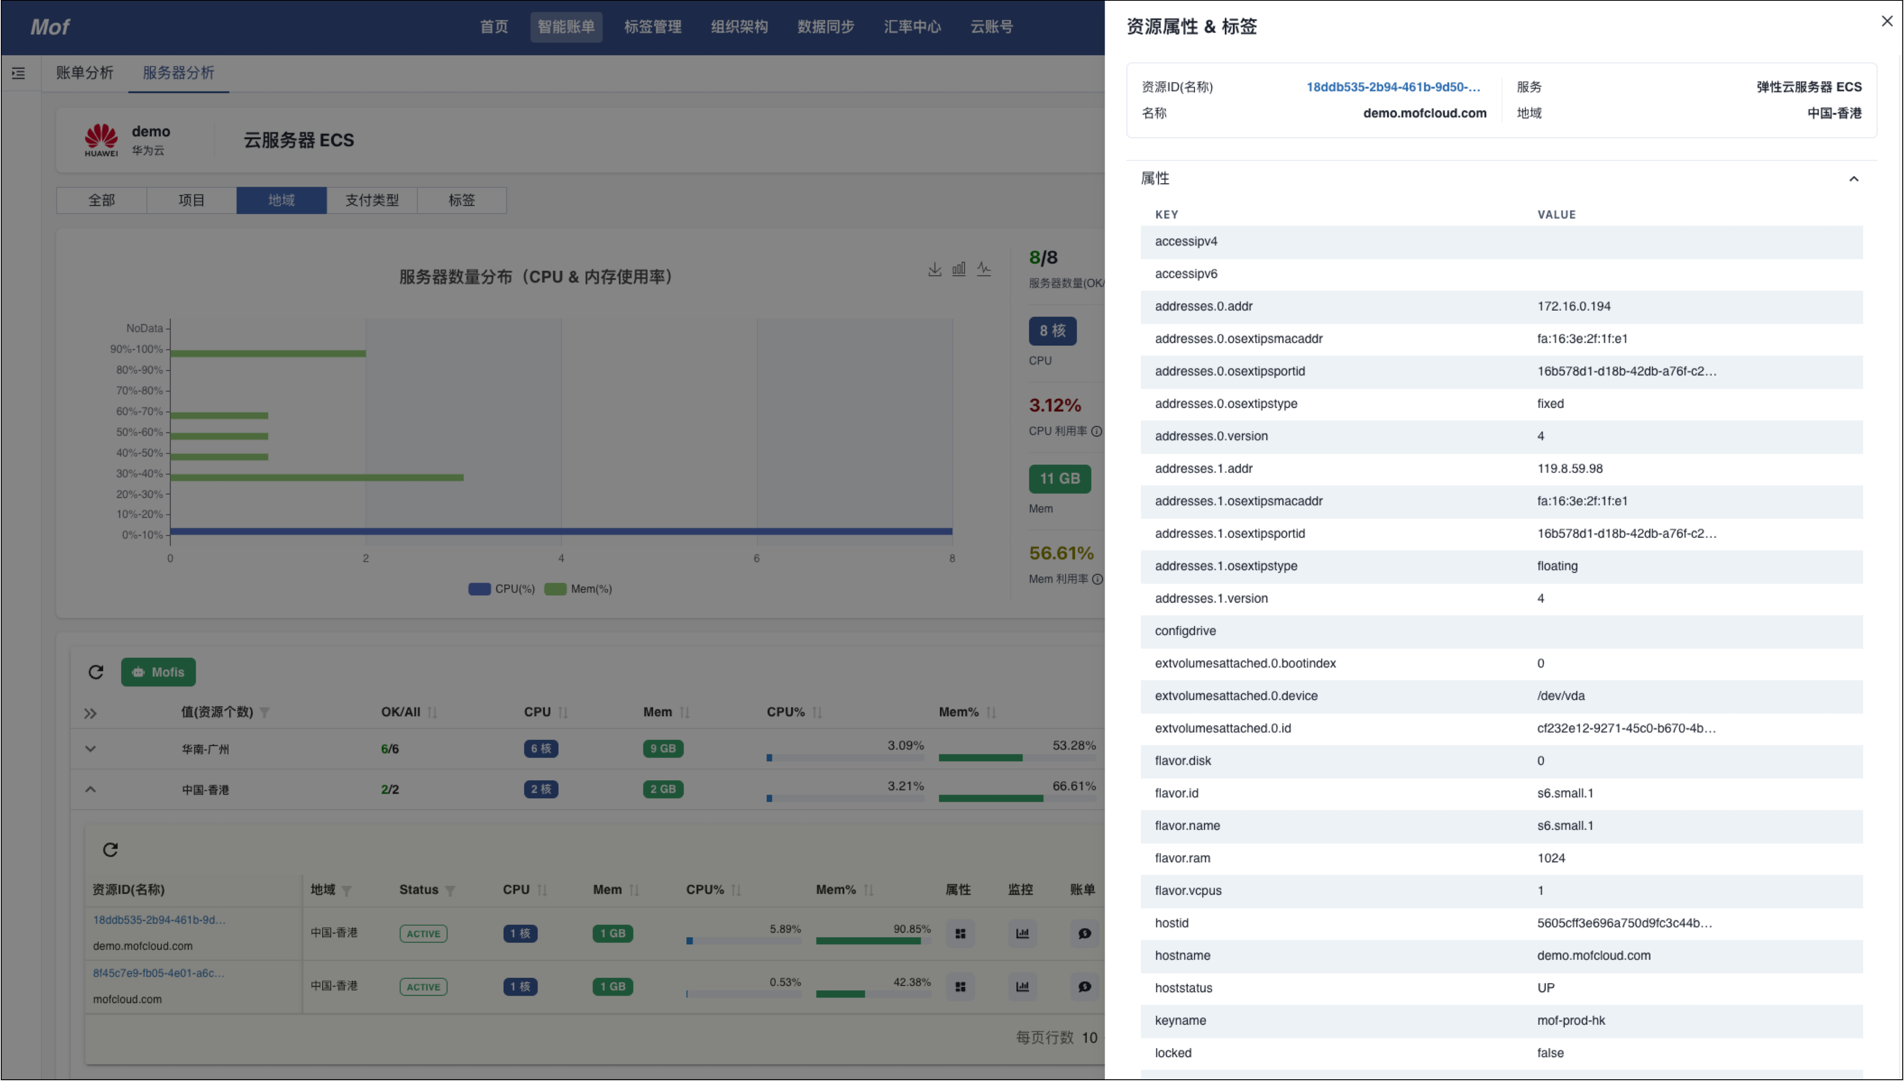 Mof
首页
智能账单
标签管理
组织架构
数据同步
汇率中心
云账号
账单分析
服务器分析
HUAWEI
demo
华为云
云服务器 ECS
全部
项目
地域
支付类型
标签
服务器数量分布（CPU & 内存使用率）
NoData
90%-100%
80%-90%
70%-80%
60%-70%
50%-60%
40%-50%
30%-40%
20%-30%
10%-20%
0%-10%
0 2 4 6 8
CPU(%) Mem(%)
8/8
服务器数量(OK/
8 核
CPU
3.12%
CPU 利用率
11 GB
Mem
56.61%
Mem 利用率
Mofis
值(资源个数) OK/All CPU Mem CPU% Mem%
华南-广州 6/6 6 核 9 GB 3.09% 53.28%
中国-香港 2/2 2 核 2 GB 3.21% 66.61%
资源ID(名称) 地域 Status CPU Mem CPU% Mem% 属性 监控 账单
18ddb535-2b94-461b-9d...
demo.mofcloud.com
中国-香港 ACTIVE 1 核 1 GB 5.89% 90.85%
8f45c7e9-fb05-4e01-a6c...
mofcloud.com
中国-香港 ACTIVE 1 核 1 GB 0.53% 42.38%
每页行数 10
资源属性 & 标签
资源ID(名称) 18ddb535-2b94-461b-9d50-...
名称 demo.mofcloud.com
服务 弹性云服务器 ECS
地域 中国-香港
属性
KEY VALUE
accessipv4
accessipv6
addresses.0.addr 172.16.0.194
addresses.0.osextipsmacaddr fa:16:3e:2f:1f:e1
addresses.0.osextipsportid 16b578d1-d18b-42db-a76f-c2...
addresses.0.osextipstype fixed
addresses.0.version 4
addresses.1.addr 119.8.59.98
addresses.1.osextipsmacaddr fa:16:3e:2f:1f:e1
addresses.1.osextipsportid 16b578d1-d18b-42db-a76f-c2...
addresses.1.osextipstype floating
addresses.1.version 4
configdrive
extvolumesattached.0.bootindex 0
extvolumesattached.0.device /dev/vda
extvolumesattached.0.id cf232e12-9271-45c0-b670-4b...
flavor.disk 0
flavor.id s6.small.1
flavor.name s6.small.1
flavor.ram 1024
flavor.vcpus 1
hostid 5605cff3e696a750d9fc3c44b...
hostname demo.mofcloud.com
hoststatus UP
keyname mof-prod-hk
locked false